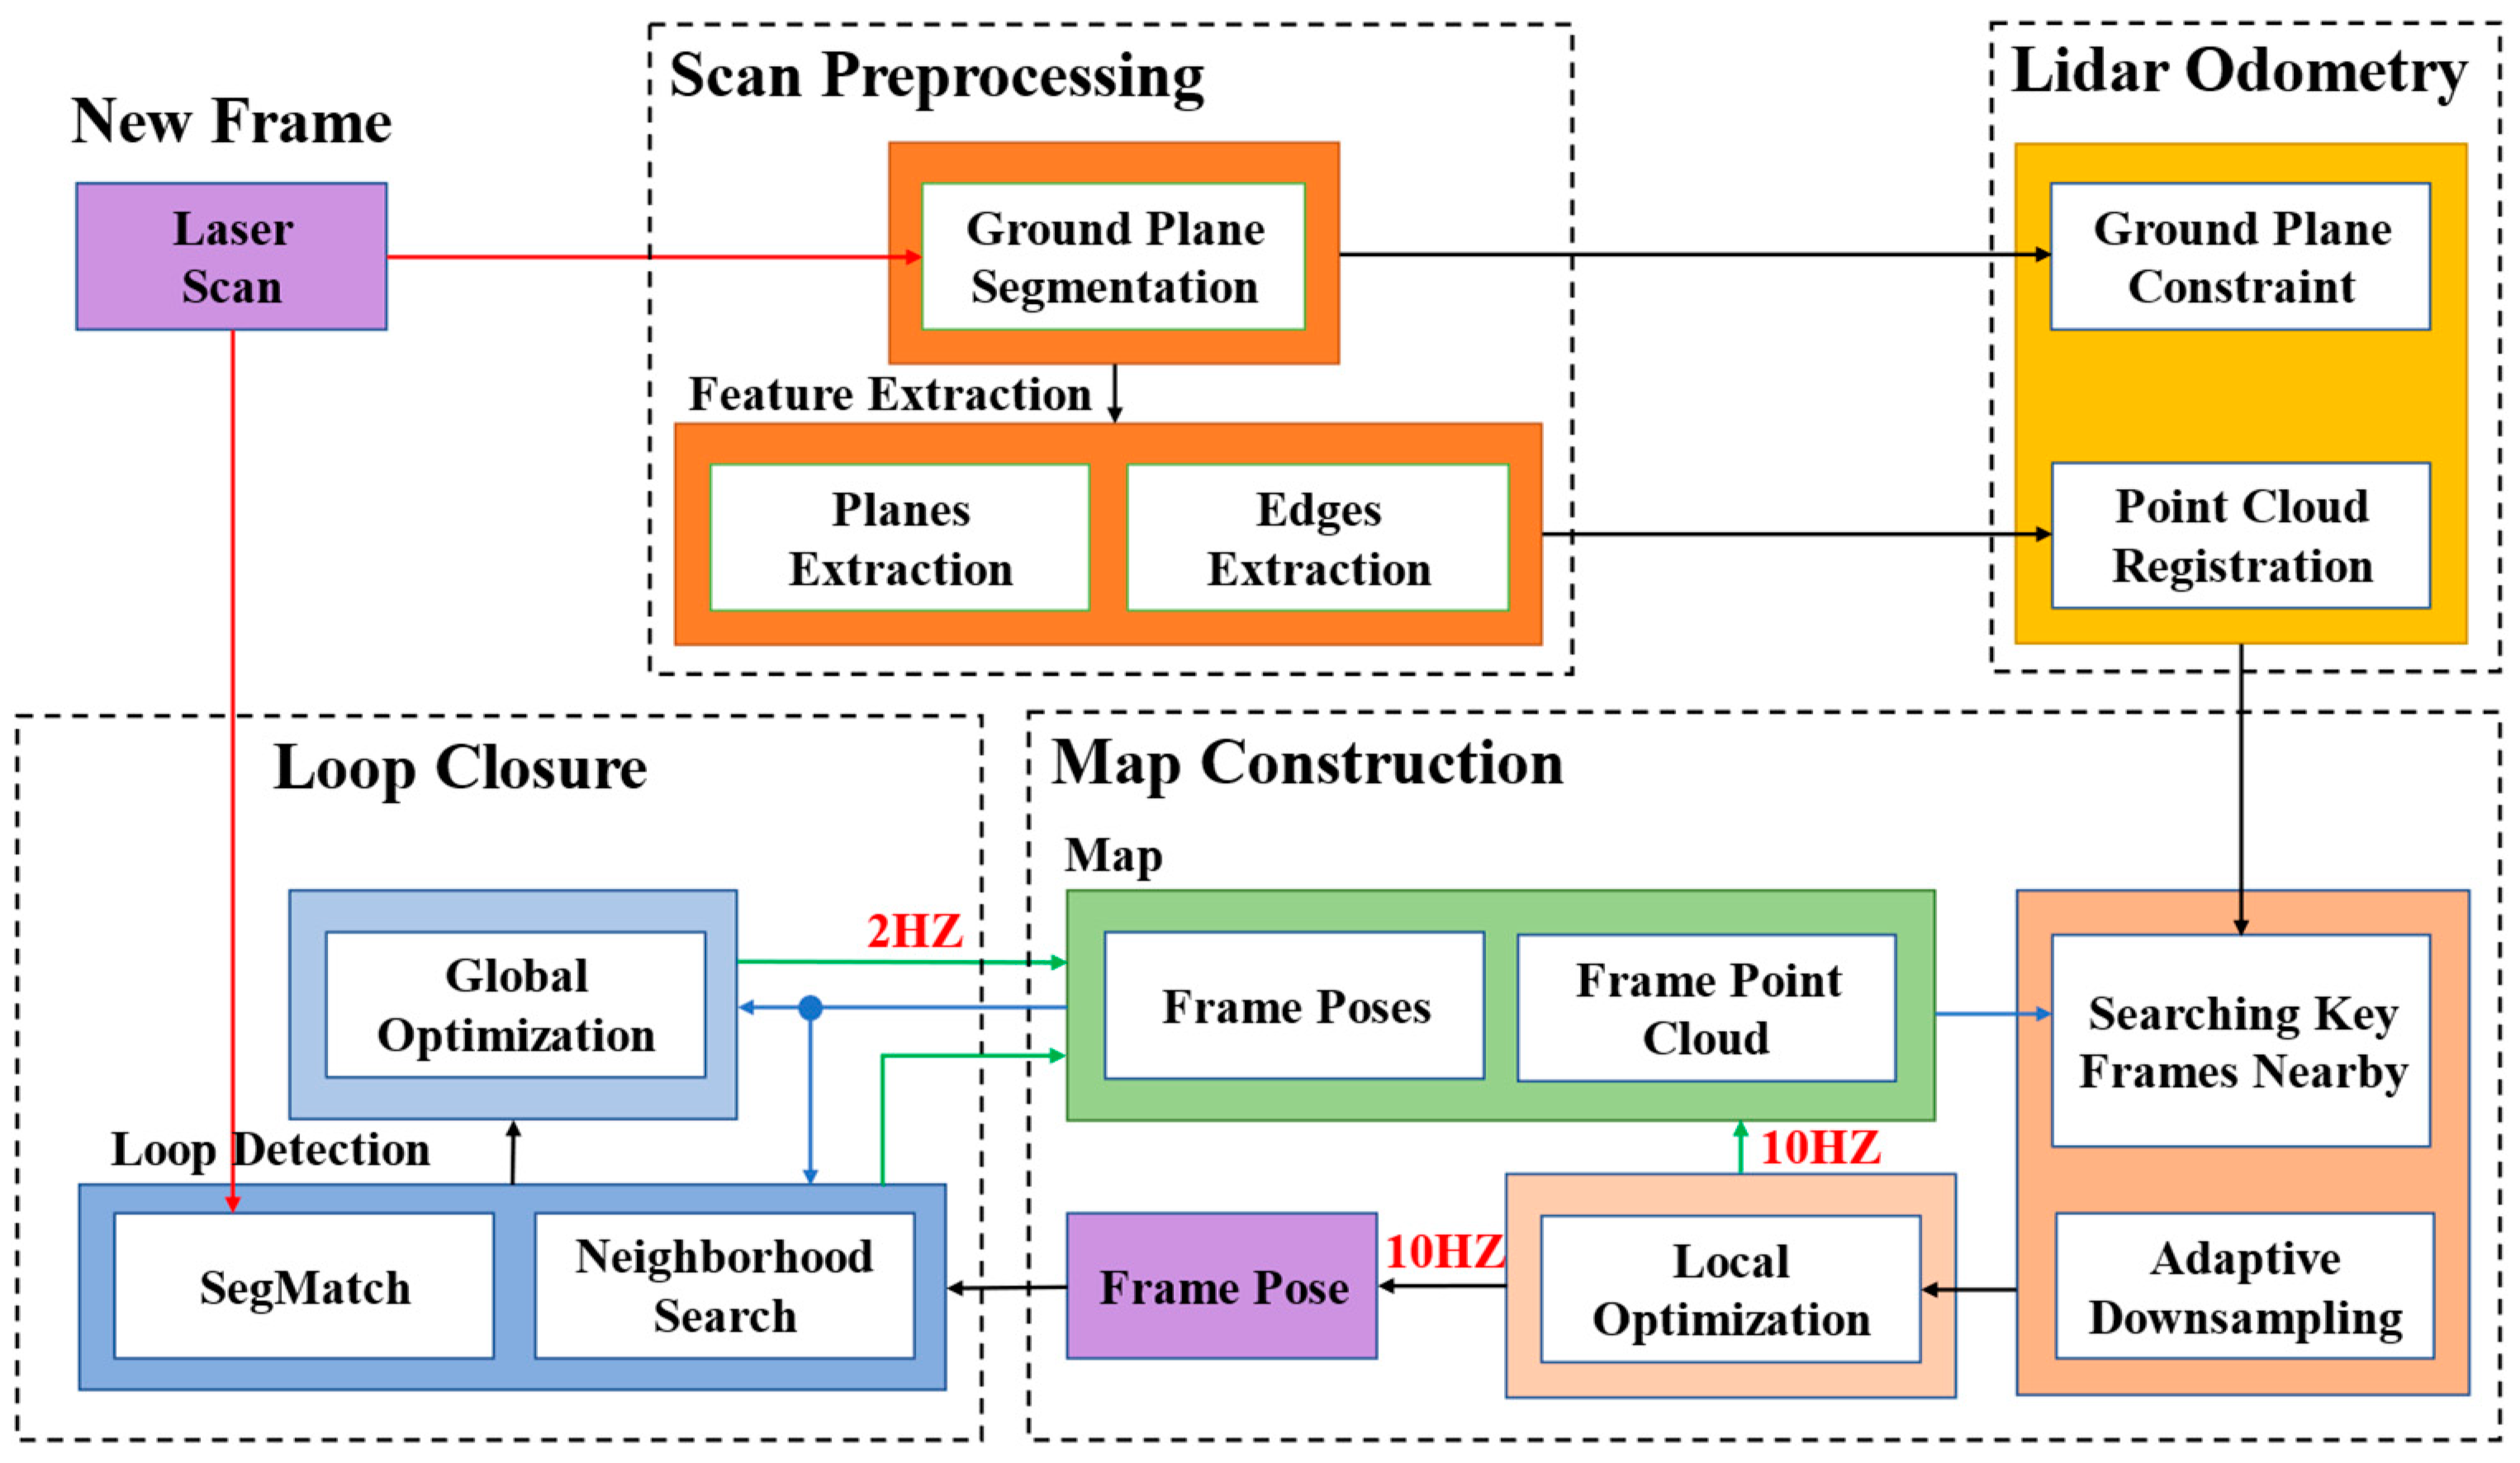 New Frame
Laser
Scan
Scan Preprocessing
Ground Plane
Segmentation
Feature Extraction
Planes
Extraction
Edges
Extraction
Lidar Odometry
Ground Plane
Constraint
Point Cloud
Registration
Loop Closure
Global
Optimization
2HZ
Loop Detection
SegMatch
Neighborhood
Search
Map Construction
Map
Frame Poses
Frame Point
Cloud
Searching Key
Frames Nearby
10HZ
Frame Pose
10HZ
Local
Optimization
Adaptive
Downsampling